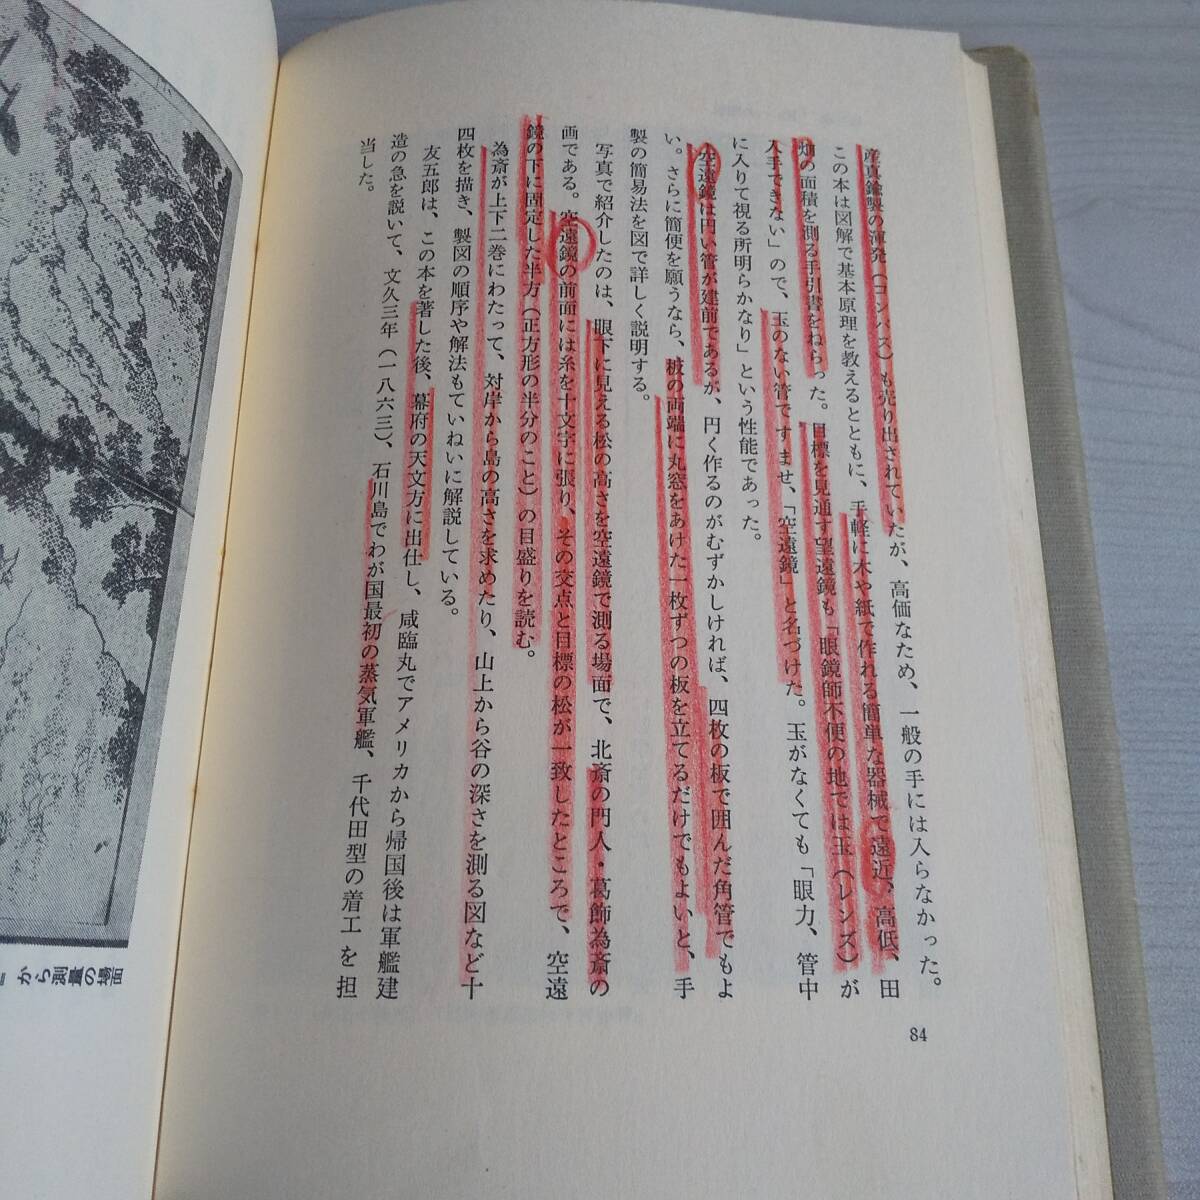 産真鍮製の渾発（コンパス）も売り出されていたが、高価なため、一般の手には入らなかった。
この本は図解で基本原理を教えるとともに、手軽に木や紙で作れる簡単な器械で遠近、高低、田
畑の面積を測る手引書をねらった。目標を見通す望遠鏡も「眼鏡師不便の地では玉（レンズ）が
入手できない」ので、玉のない管ですませ、「空遠鏡」と名づけた。玉がなくても「眼力、管中
に入りて視る所明らかなり」という性能であった。
空遠鏡は円い管が建前であるが、円く作るのがむずかしければ、四枚の板で囲んだ角管でもよ
い。さらに簡便を願うなら、板の両端に丸窓をあけた一枚ずつの板を立てるだけでもよいと、手
製の簡易法を図で詳しく説明する。
写真で紹介したのは、眼下に見える松の高さを空遠鏡で測る場面で、北斎の門人・葛飾為斎の
画である。空遠鏡の前面には糸を十文字に張り、その交点と目標の松が一致したところで、空遠
鏡の下に固定した半方（正方形の半分のこと）の目盛りを読む。
為斎が上下二巻にわたって、対岸から島の高さを求めたり、山上から谷の深さを測る図など十
四枚を描き、製図の順序や解法もていねいに解説している。
友五郎は、この本を著した後、幕府の天文方に出仕し、咸臨丸でアメリカから帰国後は軍艦建
造の急を説いて、文久三年（一八六三）、石川島でわが国最初の蒸気軍艦、千代田型の着工を担
当した。
84
から測量の場面